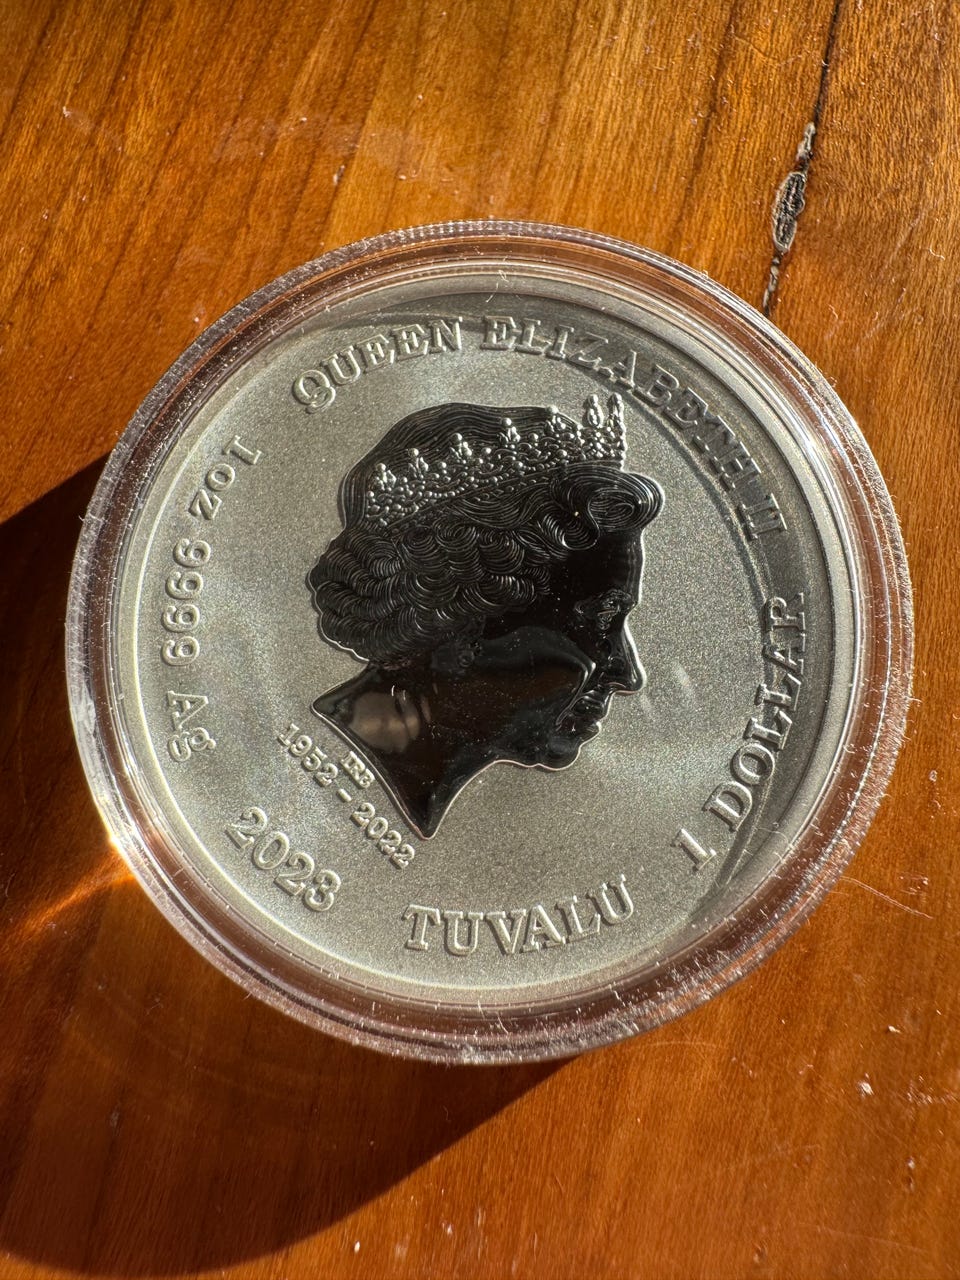 QUEEN ELIZABETH II
1 DOLLAR
TUVALU
2023
1oz 9999 Ag
IRB
1952 - 2022